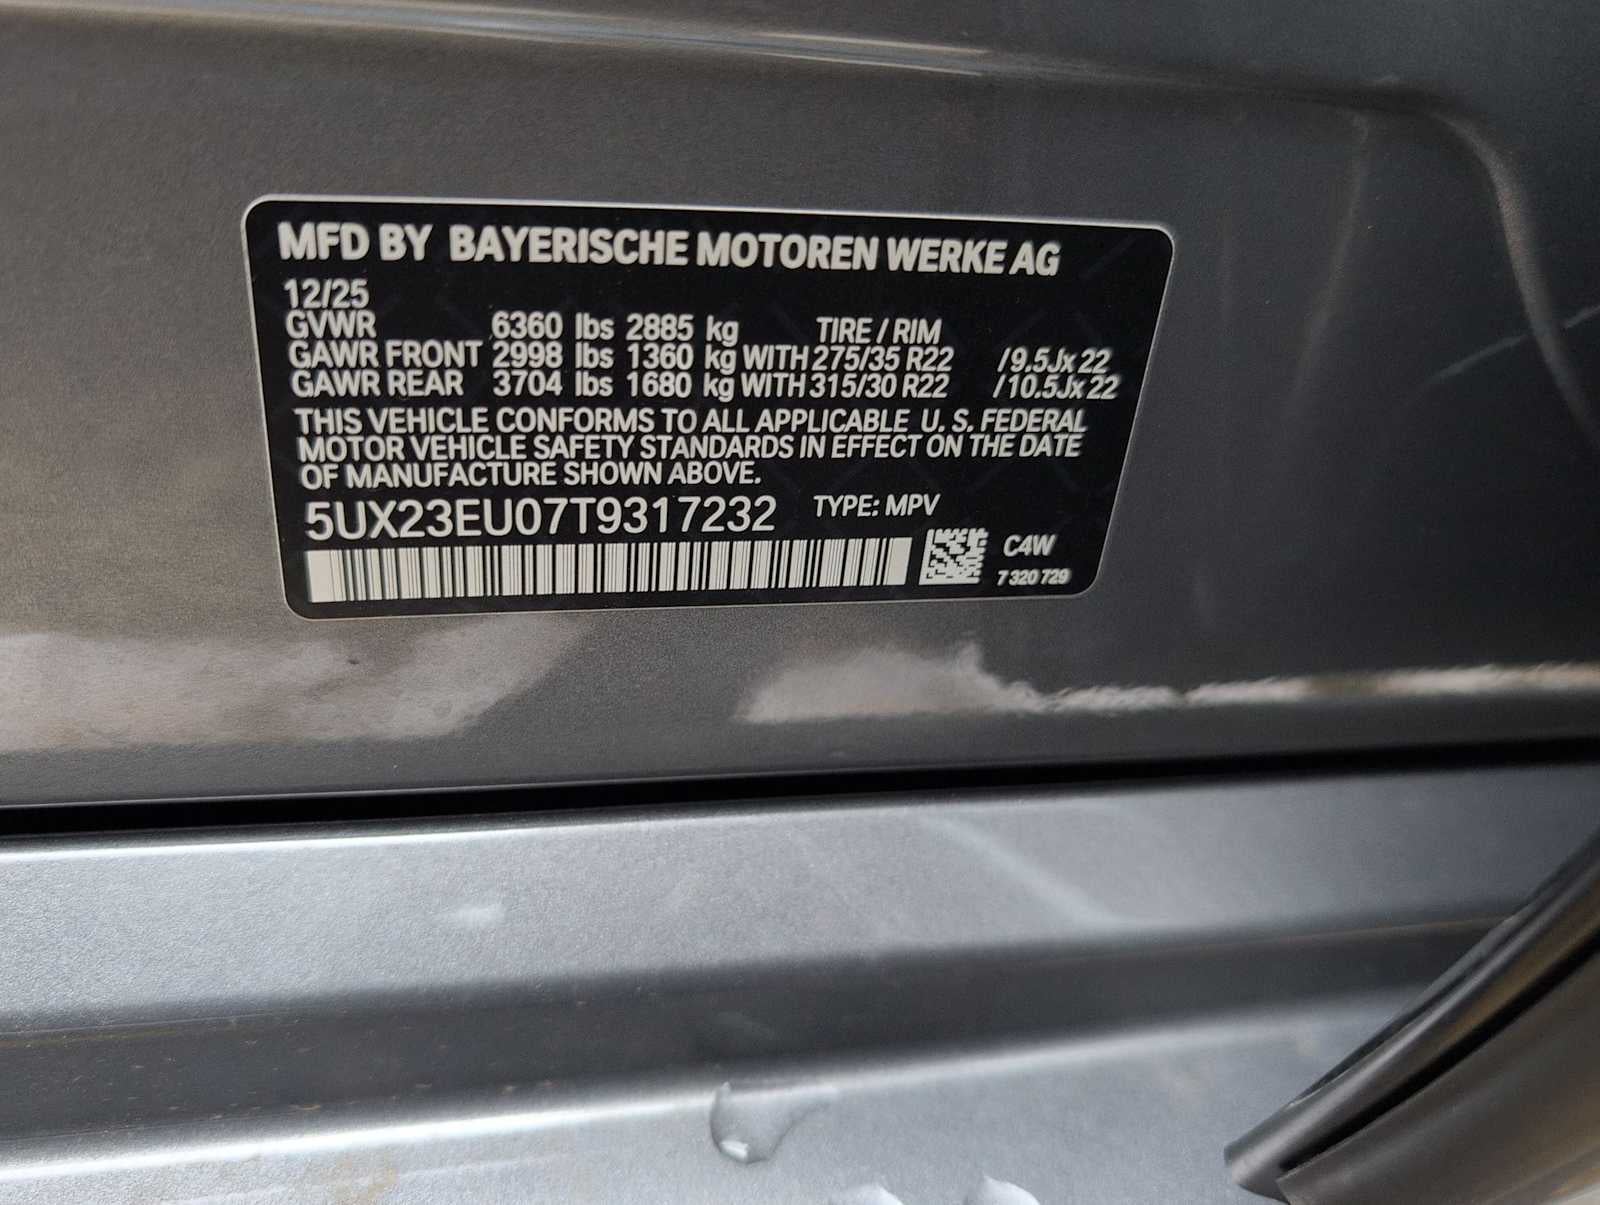 MFD BY BAYERISCHE MOTOREN WERKE AG
12/25
GVWR 6360 lbs 2885 kg TIRE / RIM
GAWR FRONT 2998 lbs 1360 kg WITH 275/35 R22 /9.5Jx22
GAWR REAR 3704 lbs 1680 kg WITH 315/30 R22 /10.5Jx22
THIS VEHICLE CONFORMS TO ALL APPLICABLE U. S. FEDERAL
MOTOR VEHICLE SAFETY STANDARDS IN EFFECT ON THE DATE
OF MANUFACTURE SHOWN ABOVE.
5UX23EU07T9317232 TYPE: MPV
C4W
7 320 729